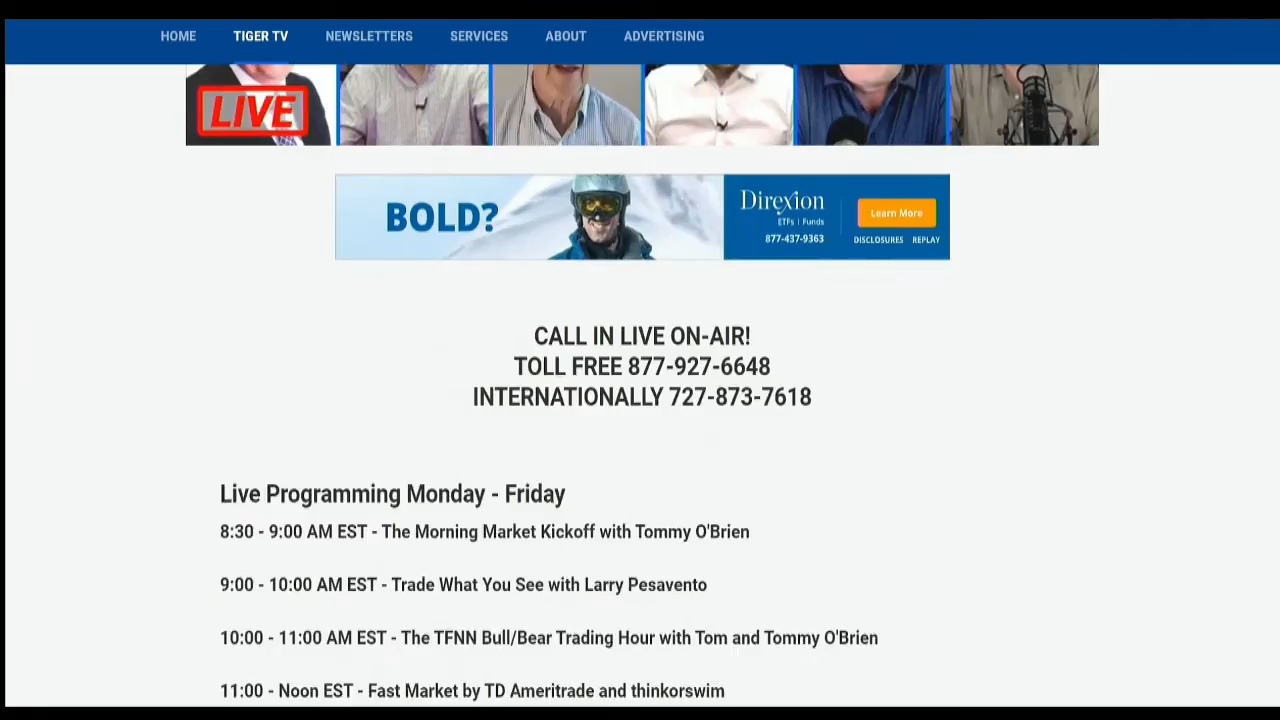 HOME TIGER TV NEWSLETTERS SERVICES ABOUT ADVERTISING
LIVE
BOLD?
Direxion
ETFs | Funds
877-437-9363
Learn More
DISCLOSURES REPLAY
CALL IN LIVE ON-AIR!
TOLL FREE 877-927-6648
INTERNATIONALLY 727-873-7618
Live Programming Monday - Friday
8:30 - 9:00 AM EST - The Morning Market Kickoff with Tommy O'Brien
9:00 - 10:00 AM EST - Trade What You See with Larry Pesavento
10:00 - 11:00 AM EST - The TFNN Bull/Bear Trading Hour with Tom and Tommy O'Brien
11:00 - Noon EST - Fast Market by TD Ameritrade and thinkorswim